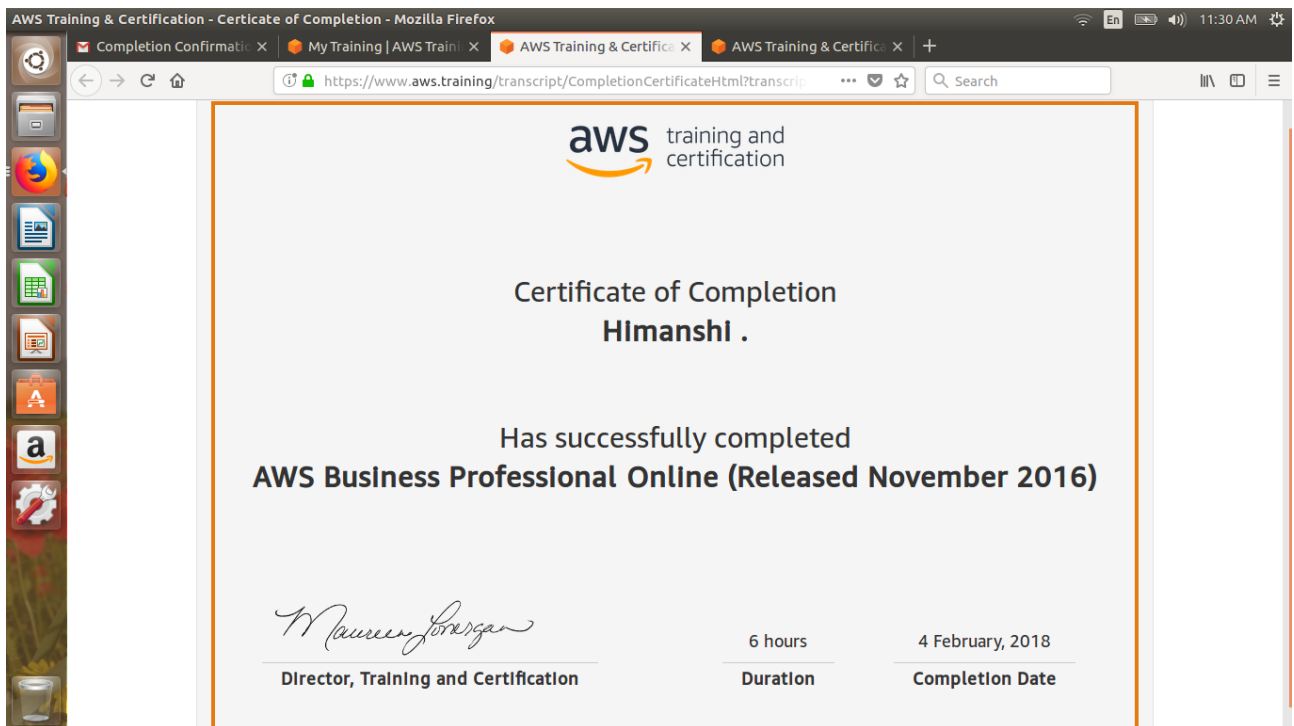 AWS Training & Certification - Certicate of Completion - Mozilla Firefox
En
11:30 AM
Completion Confirmatic
My Training | AWS Traini
AWS Training & Certifica
AWS Training & Certifica
https://www.aws.training/transcript/CompletionCertificateHtml?transcrip
Search
aws training and
certification
Certificate of Completion
Himanshi .
Has successfully completed
AWS Business Professional Online (Released November 2016)
Maureen Lonergan
6 hours
4 February, 2018
Director, Training and Certification
Duration
Completion Date